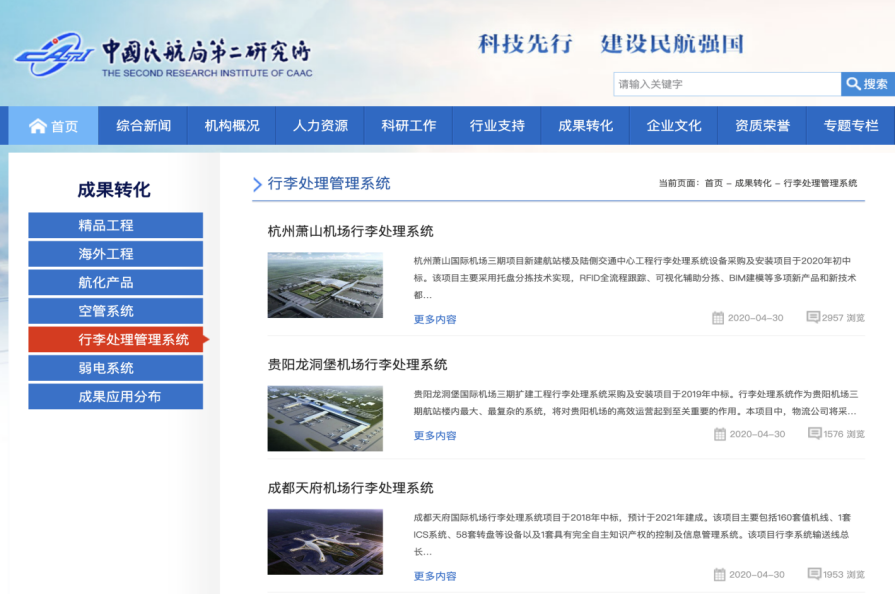 中国民航局第二研究所
THE SECOND RESEARCH INSTITUTE OF CAAC
科技先行 建设民航强国
请输入关键字
搜索
首页 综合新闻 机构概况 人力资源 科研工作 行业支持 成果转化 企业文化 资质荣誉 专题专栏
成果转化
精品工程
海外工程
航化产品
空管系统
行李处理管理系统
弱电系统
成果应用分布
行李处理管理系统
当前页面：首页 - 成果转化 - 行李处理管理系统
杭州萧山机场行李处理系统
杭州萧山国际机场三期项目新建航站楼及陆侧交通中心工程行李处理系统设备采购及安装项目于2020年初中
标。该项目主要采用托盘分拣技术实现，RFID全流程跟踪、可视化辅助分拣、BIM建模等多项新产品和新技术
都...
更多内容
2020-04-30 2957 浏览
贵阳龙洞堡机场行李处理系统
贵阳龙洞堡国际机场三期扩建工程行李处理系统采购及安装项目于2019年中标。行李处理系统作为贵阳机场三
期航站楼内最大、最复杂的系统，将对贵阳机场的高效运营起到至关重要的作用。本项目中，物流公司将采...
更多内容
2020-04-30 1576 浏览
成都天府机场行李处理系统
成都天府国际机场行李处理系统项目于2018年中标，预计于2021年建成。该项目主要包括160套值机线、1套
ICS系统、58套转盘等设备以及1套具有完全自主知识产权的控制及信息管理系统。该项目行李系统输送线总
长...
更多内容
2020-04-30 1953 浏览